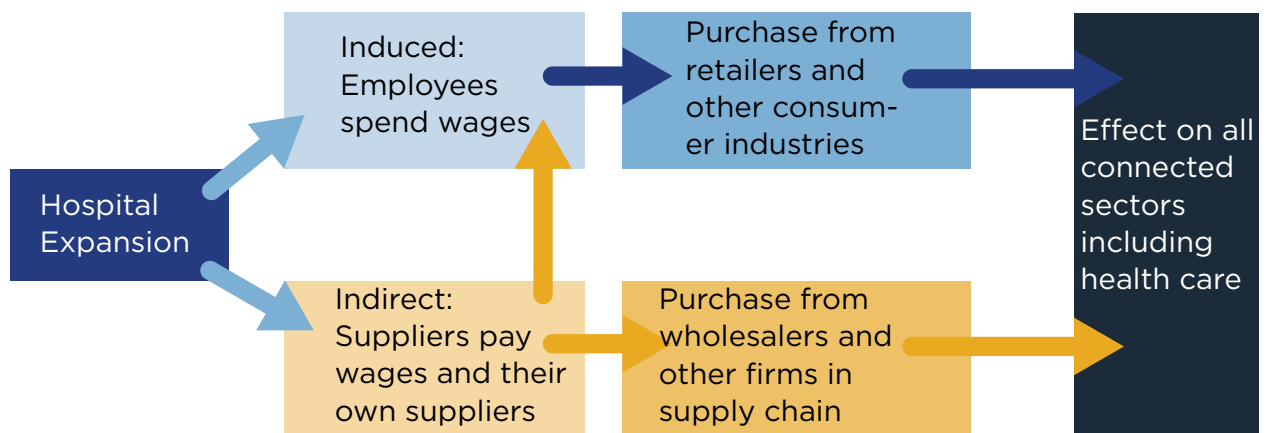 Induced:
Employees
spend wages
Purchase from
retailers and
other consum-
er industries
Hospital
Expansion
Effect on all
connected
sectors
including
health care
Indirect:
Suppliers pay
wages and their
own suppliers
Purchase from
wholesalers and
other firms in
supply chain